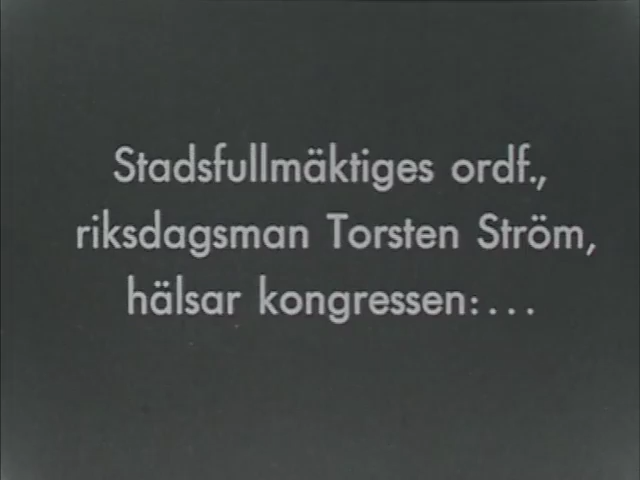 Stadsfullmäktiges ordf.,
riksdagsman Torsten Ström,
hälsar kongressen:...